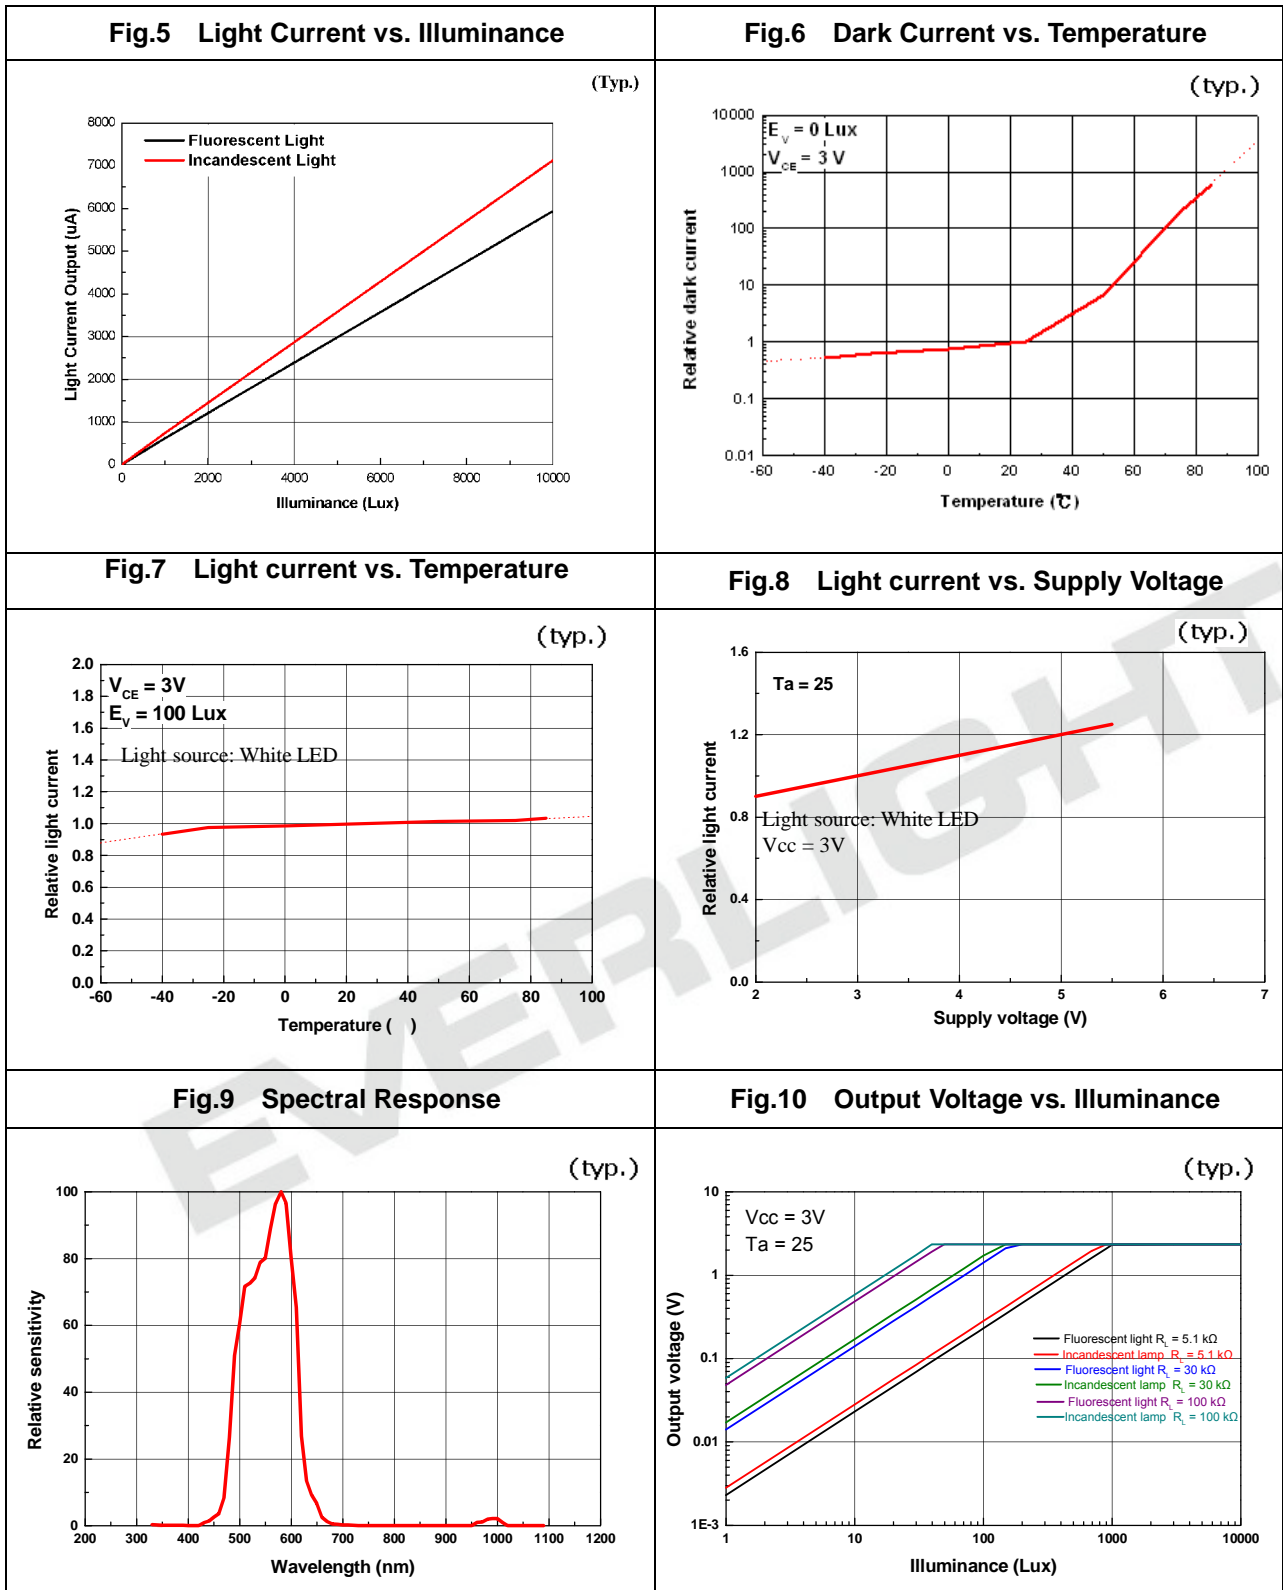 Fig.5 Light Current vs. Illuminance
(Typ.)
8000
7000
6000
5000
4000
3000
2000
1000
0
Light Current Output (uA)
Fluorescent Light
Incandescent Light
0 2000 4000 6000 8000 10000
Illuminance (Lux)
Fig.6 Dark Current vs. Temperature
(typ.)
10000
1000
100
10
1
0.1
0.01
Relative dark current
E_V = 0 Lux
V_CE = 3 V
-60 -40 -20 0 20 40 60 80 100
Temperature (℃)
Fig.7 Light current vs. Temperature
(typ.)
2.0
1.8
1.6
1.4
1.2
1.0
0.8
0.6
0.4
0.2
0.0
Relative light current
V_CE = 3V
E_V = 100 Lux
Light source: White LED
-60 -40 -20 0 20 40 60 80 100
Temperature ( )
Fig.8 Light current vs. Supply Voltage
(typ.)
1.6
1.2
0.8
0.4
0.0
Relative light current
Ta = 25
Light source: White LED
Vcc = 3V
2 3 4 5 6 7
Supply voltage (V)
Fig.9 Spectral Response
(typ.)
100
80
60
40
20
0
Relative sensitivity
200 300 400 500 600 700 800 900 1000 1100 1200
Wavelength (nm)
Fig.10 Output Voltage vs. Illuminance
(typ.)
10
1
0.1
0.01
1E-3
Output voltage (V)
Vcc = 3V
Ta = 25
Fluorescent light R_L = 5.1 kΩ
Incandescent lamp R_L = 5.1 kΩ
Fluorescent light R_L = 30 kΩ
Incandescent lamp R_L = 30 kΩ
Fluorescent light R_L = 100 kΩ
Incandescent lamp R_L = 100 kΩ
1 10 100 1000 10000
Illuminance (Lux)
EVERLIGHT